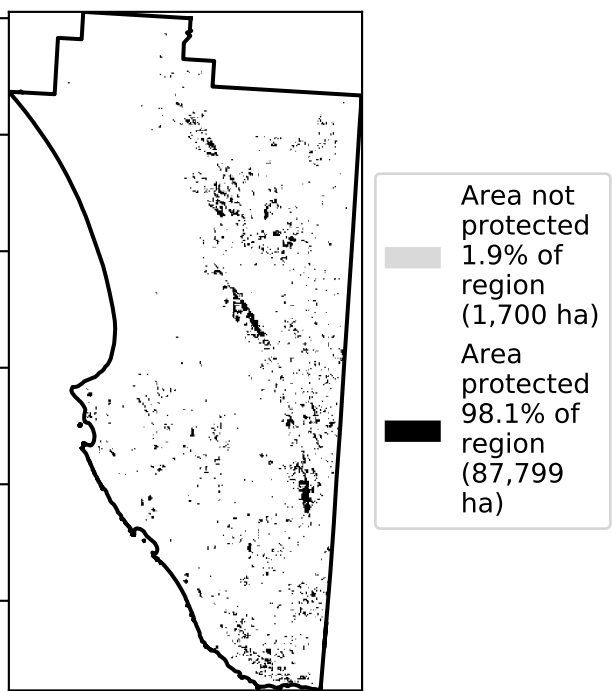 Area not
protected
1.9% of
region
(1,700 ha)
Area
protected
98.1% of
region
(87,799
ha)